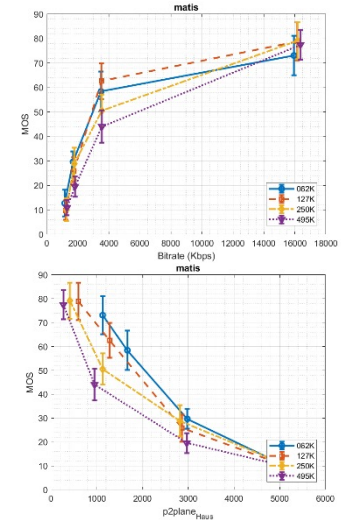 matis
90
80
70
60
50
40
30
20
10
0
MOS
062K
127K
250K
495K
0 2000 4000 6000 8000 10000 12000 14000 16000 18000
Bitrate (Kbps)
matis
90
80
70
60
50
40
30
20
10
0
MOS
062K
127K
250K
495K
0 1000 2000 3000 4000 5000 6000
p2plane Haus